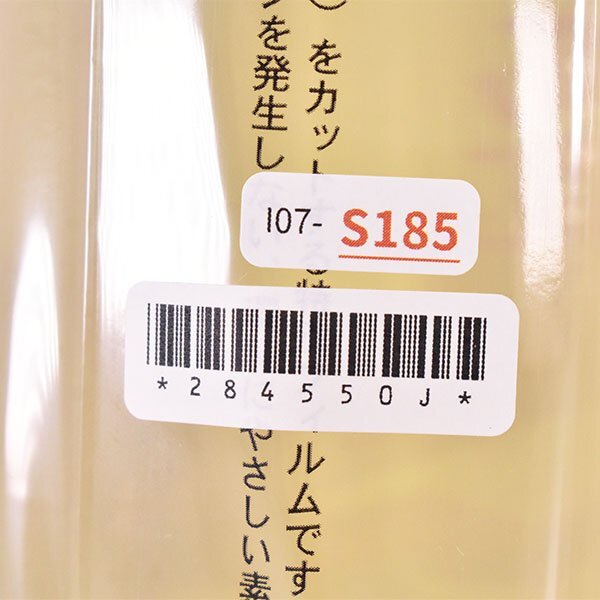 ）をカット
ルムです
を発生し
やさしい素
I07- S185
*284550J*